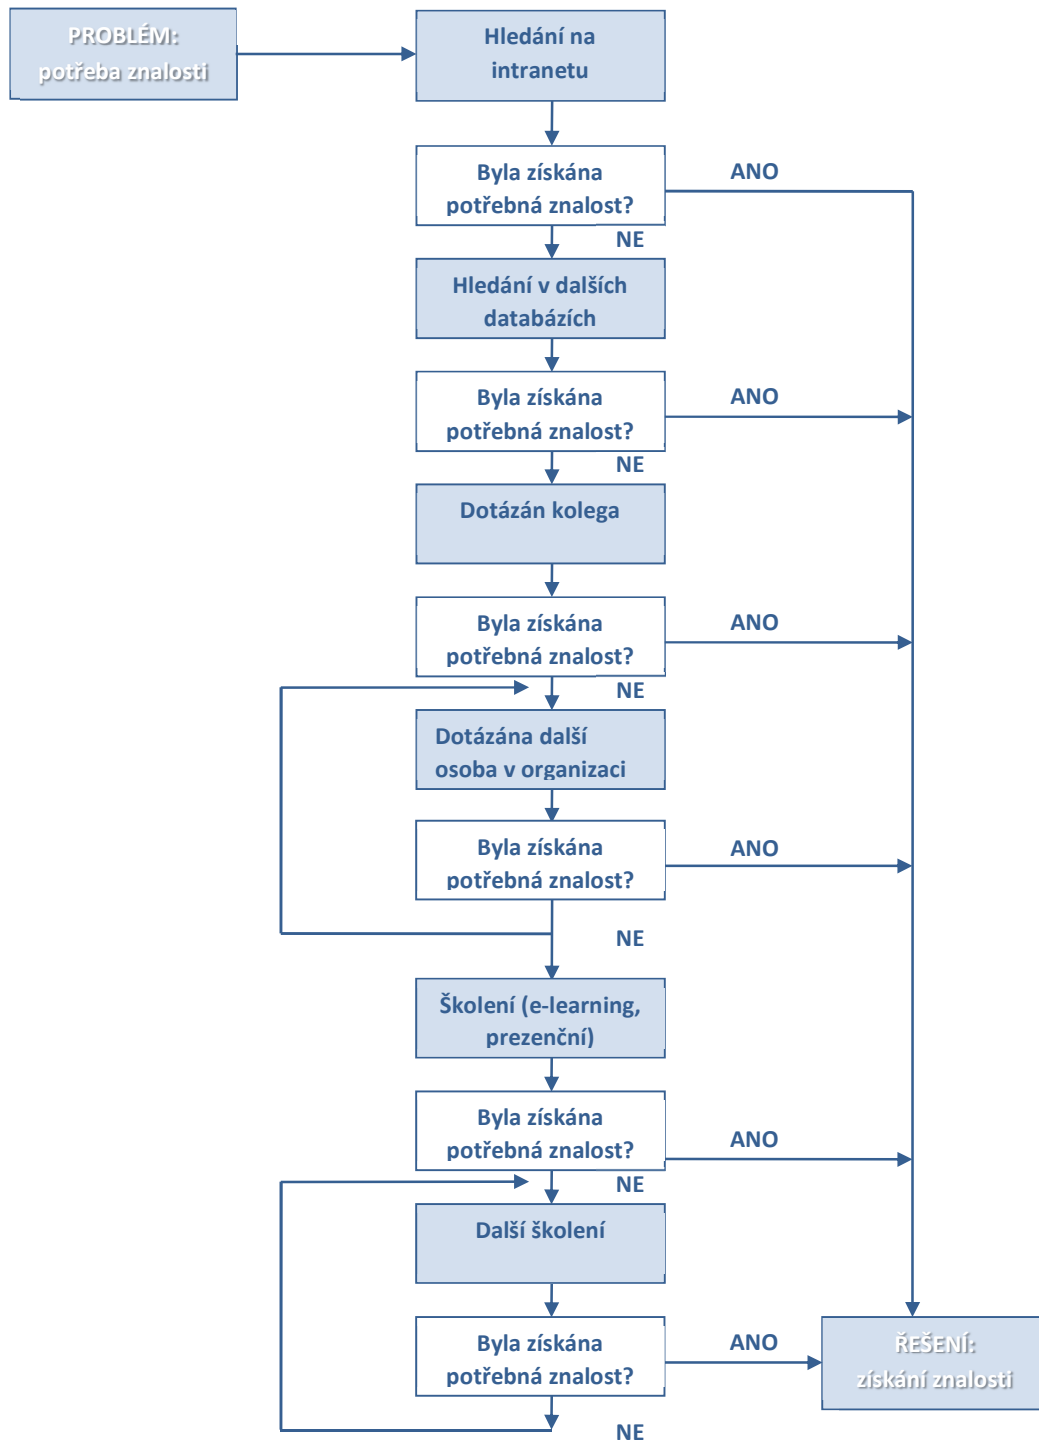 PROBLÉM:
potřeba znalosti
Hledání na
intranetu
Byla získána
potřebná znalost?
ANO
NE
Hledání v dalších
databázích
Byla získána
potřebná znalost?
ANO
NE
Dotázán kolega
Byla získána
potřebná znalost?
ANO
NE
Dotázána další
osoba v organizaci
Byla získána
potřebná znalost?
ANO
NE
Školení (e-learning,
prezenční)
Byla získána
potřebná znalost?
ANO
NE
Další školení
Byla získána
potřebná znalost?
ANO
NE
ŘEŠENÍ:
získání znalosti